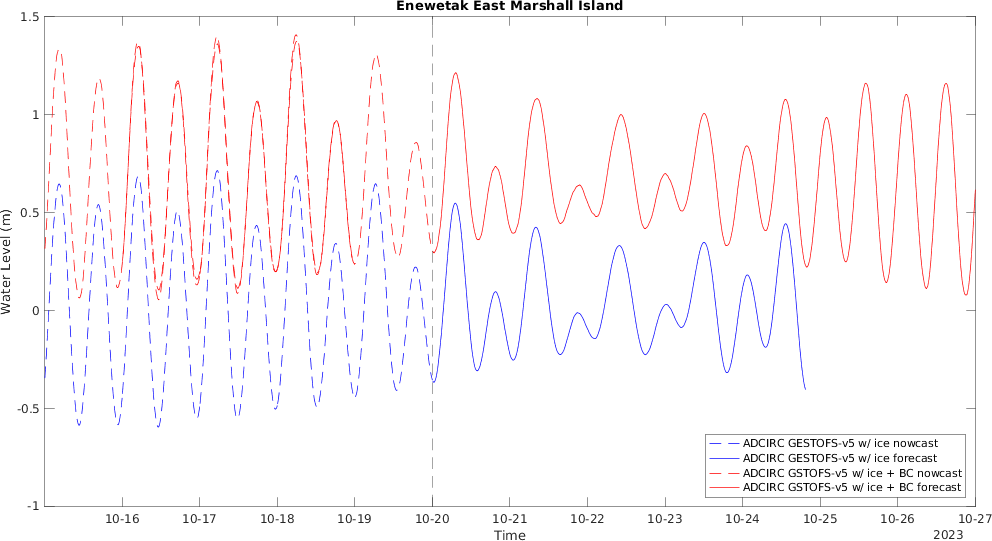 Enewetak East Marshall Island
1.5
1
0.5
0
-0.5
-1
Water Level (m)
10-16
10-17
10-18
10-19
10-20
10-21
10-22
10-23
10-24
10-25
10-26
10-27
Time
2023
ADCIRC GESTOFS-v5 w/ ice nowcast
ADCIRC GESTOFS-v5 w/ ice forecast
ADCIRC GSTOFS-v5 w/ ice + BC nowcast
ADCIRC GSTOFS-v5 w/ ice + BC forecast